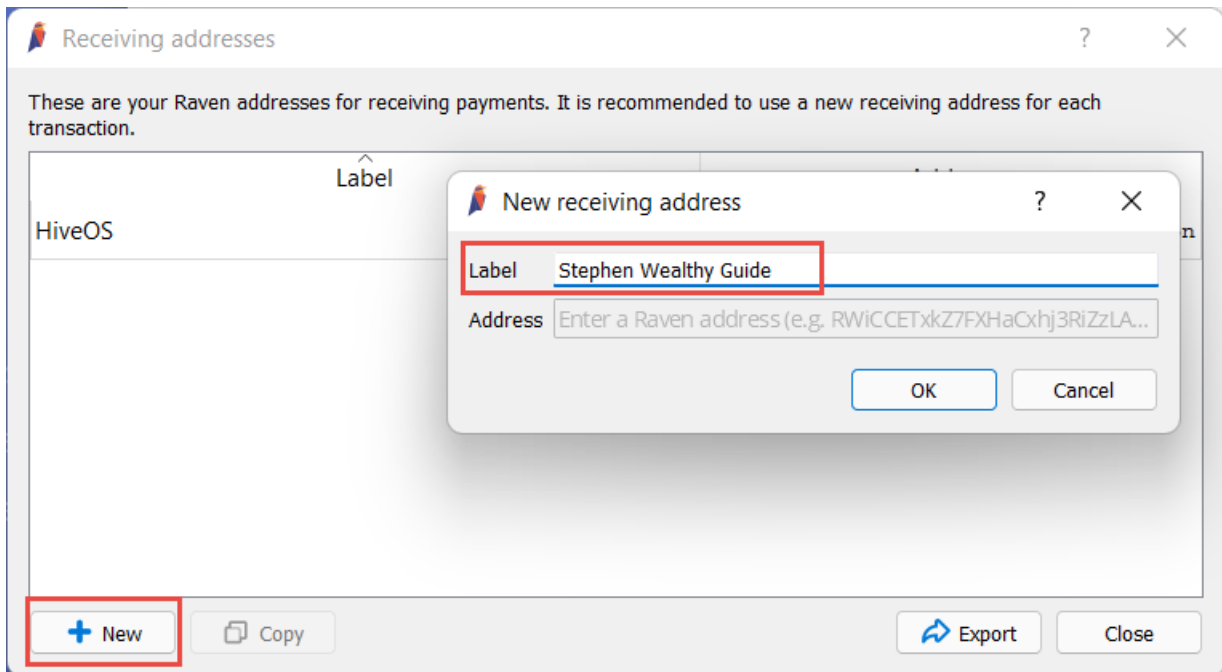 Receiving addresses
These are your Raven addresses for receiving payments. It is recommended to use a new receiving address for each
transaction.
Label
HiveOS
n
New receiving address
Label Stephen Wealthy Guide
Address Enter a Raven address (e.g. RWiCCETxkZ7FXHaCxhj3RiZzLA...
OK Cancel
New Copy Export Close